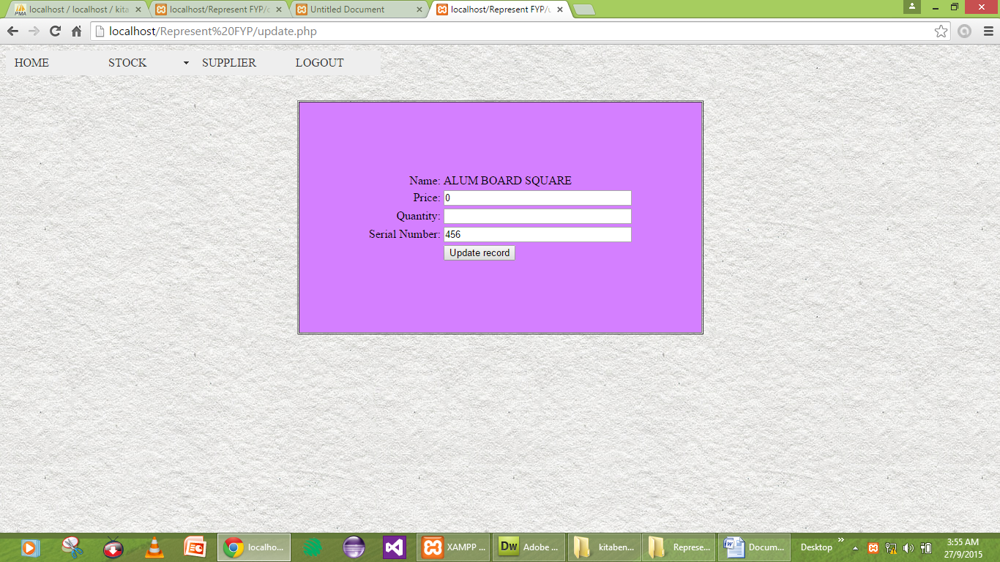 localhost / localhost / kita
localhost/Represent FYP/
Untitled Document
localhost/Represent FYP/u
localhost/Represent%20FYP/update.php
HOME STOCK SUPPLIER LOGOUT
Name: ALUM BOARD SQUARE
Price: 0
Quantity:
Serial Number: 456
Update record
localho... XAMPP ... Dw Adobe ... kitaben... Represe... Docum... Desktop »
3:55 AM
27/9/2015